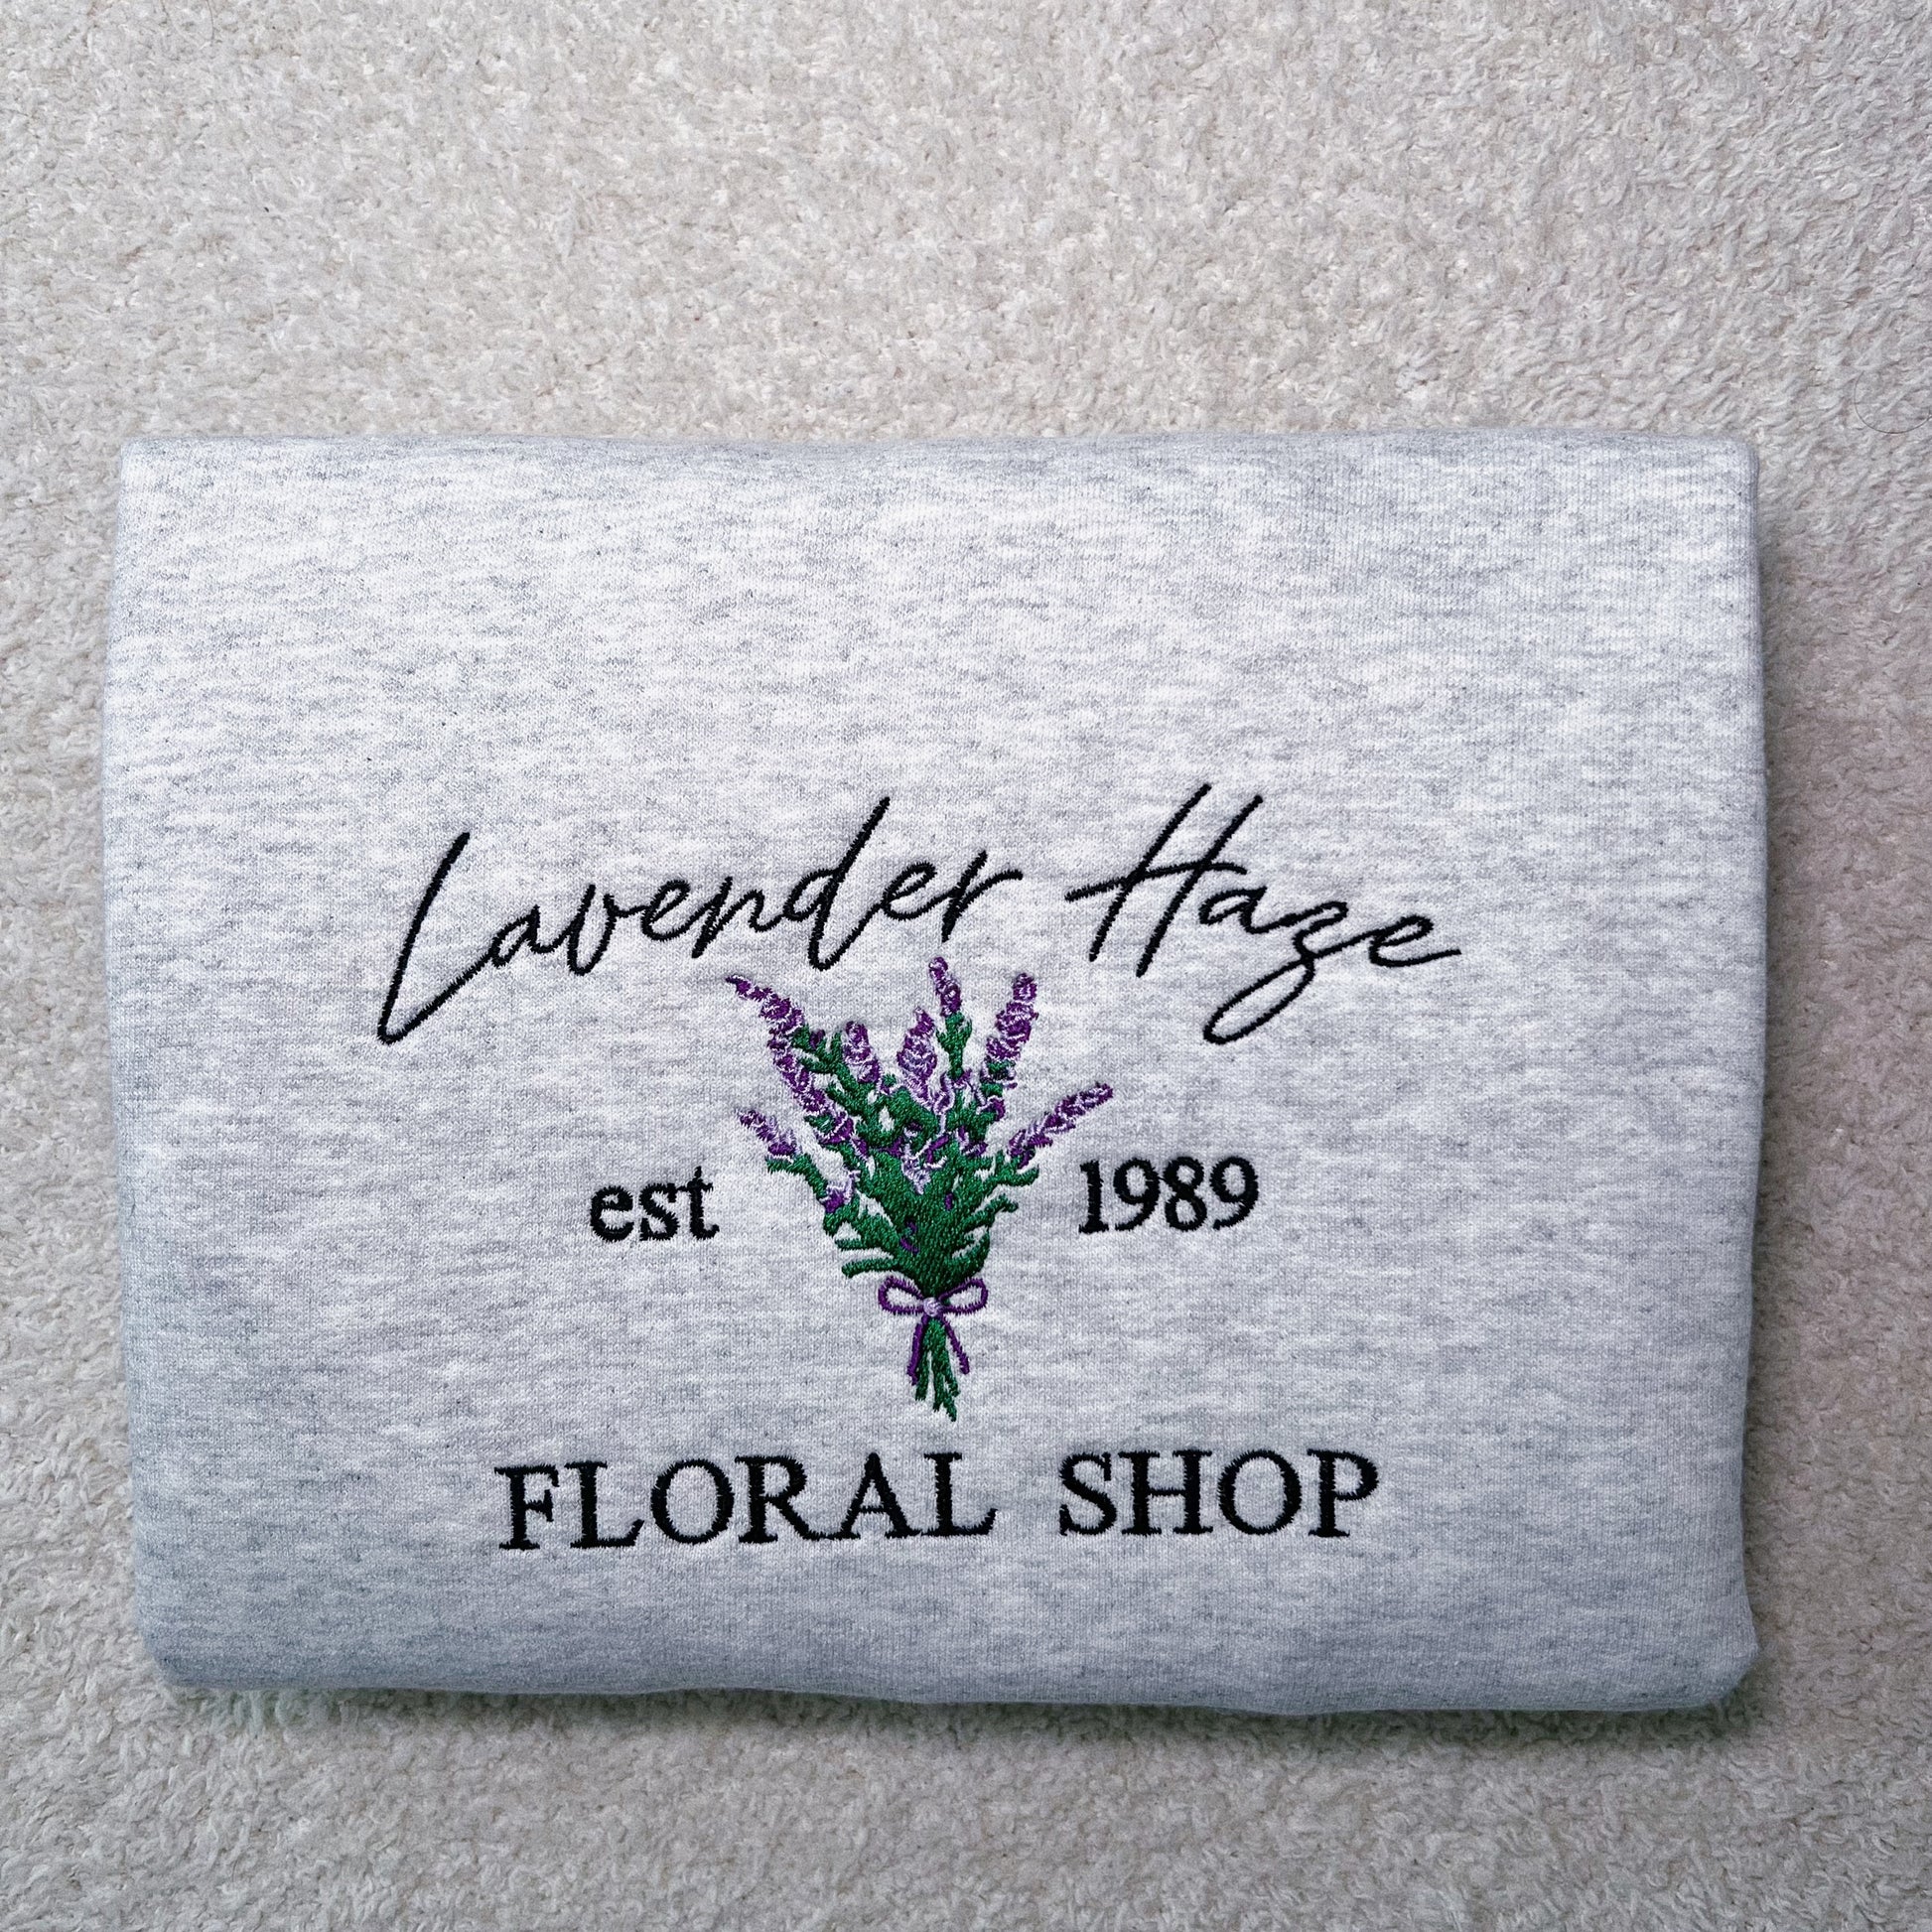 Lavender Haze
est 1989
FLORAL SHOP